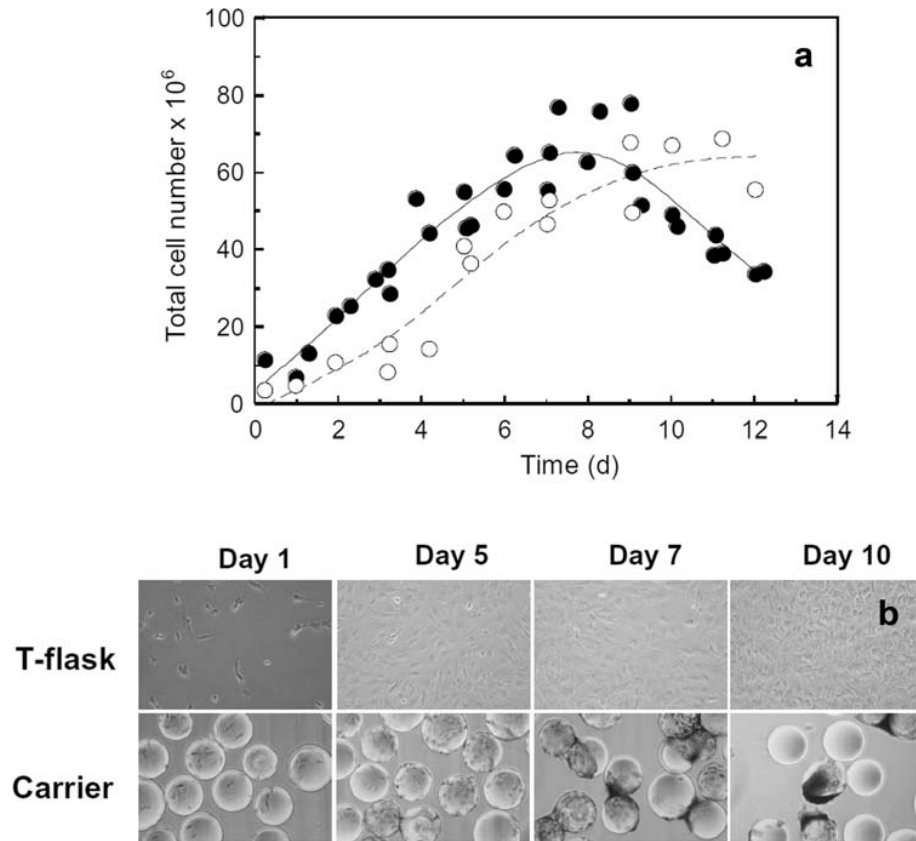 100
a
80
60
40
20
0
Total cell number x 10⁶
0 2 4 6 8 10 12 14
Time (d)
Day 1 Day 5 Day 7 Day 10
b
T-flask
Carrier